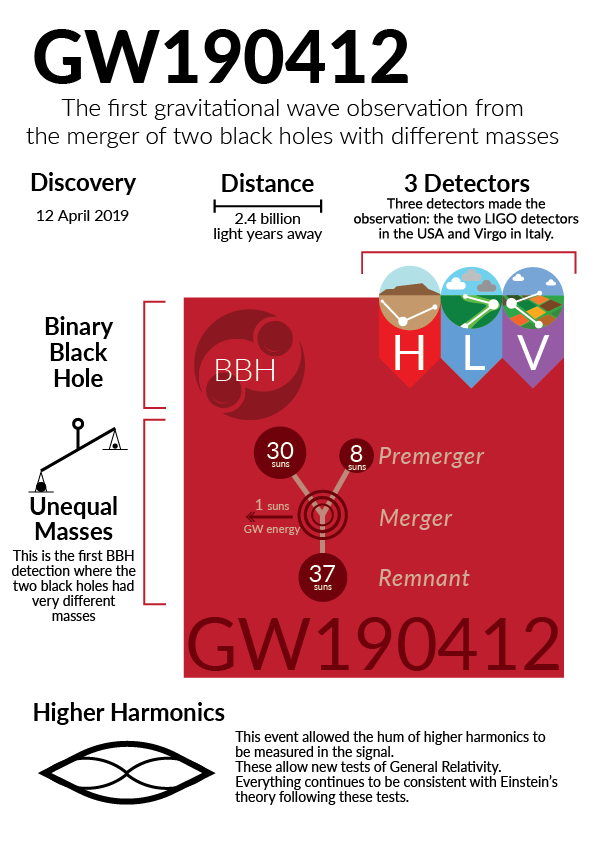 GW190412
The first gravitational wave observation from
the merger of two black holes with different masses
Discovery
12 April 2019
Distance
2.4 billion
light years away
3 Detectors
Three detectors made the
observation: the two LIGO detectors
in the USA and Virgo in Italy.
H L V
Binary
Black
Hole
BBH
Unequal
Masses
This is the first BBH
detection where the
two black holes had
very different
masses
30
suns
8
suns
Premerger
1 suns
GW energy
Merger
37
suns
Remnant
GW190412
Higher Harmonics
This event allowed the hum of higher harmonics to
be measured in the signal.
These allow new tests of General Relativity.
Everything continues to be consistent with Einstein's
theory following these tests.